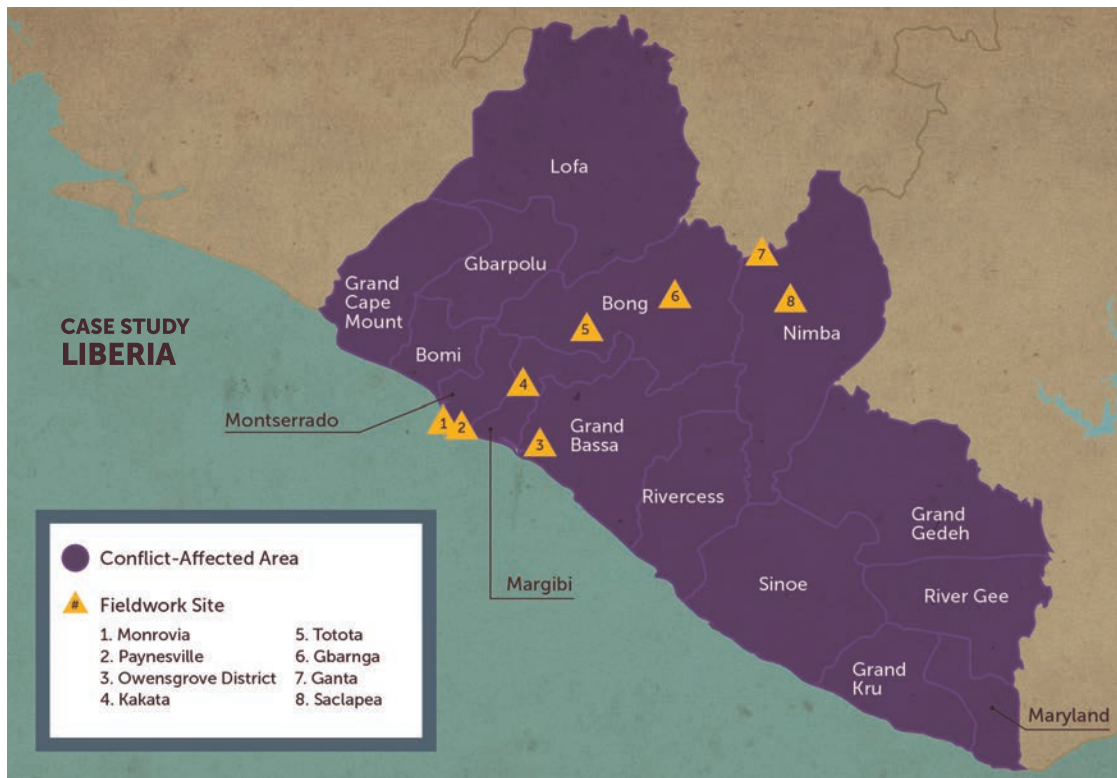 Lofa
Gbarpolu
Grand
Cape
Mount
Bong
Nimba
Bomi
CASE STUDY
LIBERIA
Montserrado
Grand
Bassa
Rivercess
Grand
Gedeh
Margibi
Sinoe
River Gee
Grand
Kru
Maryland
1
2
3
4
5
6
7
8
Conflict-Affected Area
# Fieldwork Site
1. Monrovia
2. Paynesville
3. Owensgrove District
4. Kakata
5. Totota
6. Gbarnga
7. Ganta
8. Saclapea